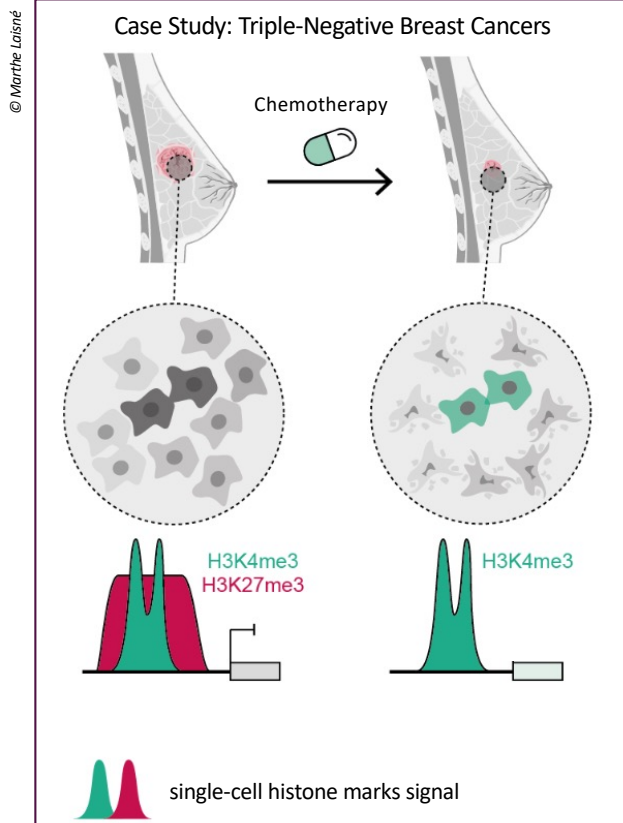 © Marthe Laisné
Case Study: Triple-Negative Breast Cancers
Chemotherapy
H3K4me3
H3K27me3
H3K4me3
single-cell histone marks signal